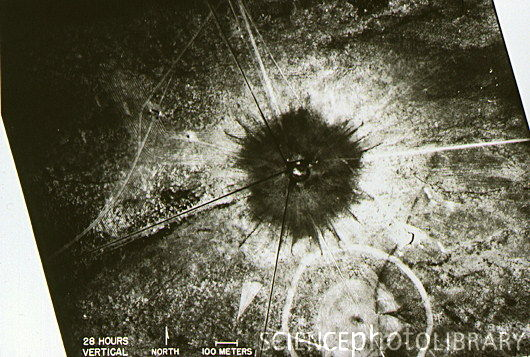 28 HOURS
VERTICAL
NORTH
100 METERS
SCIENCEPHOTOLIBRARY